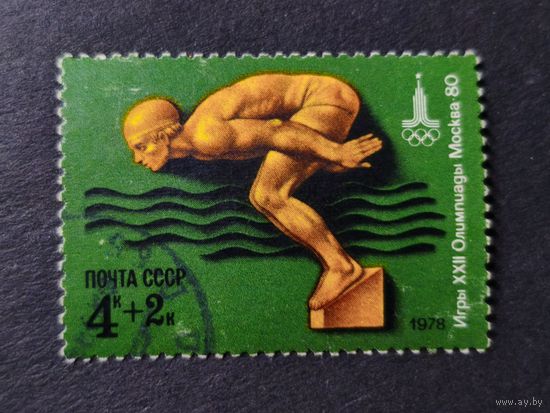 ПОЧТА СССР
4к+2к
1978
Игры XXII Олимпиады Москва '80
www.ay.by